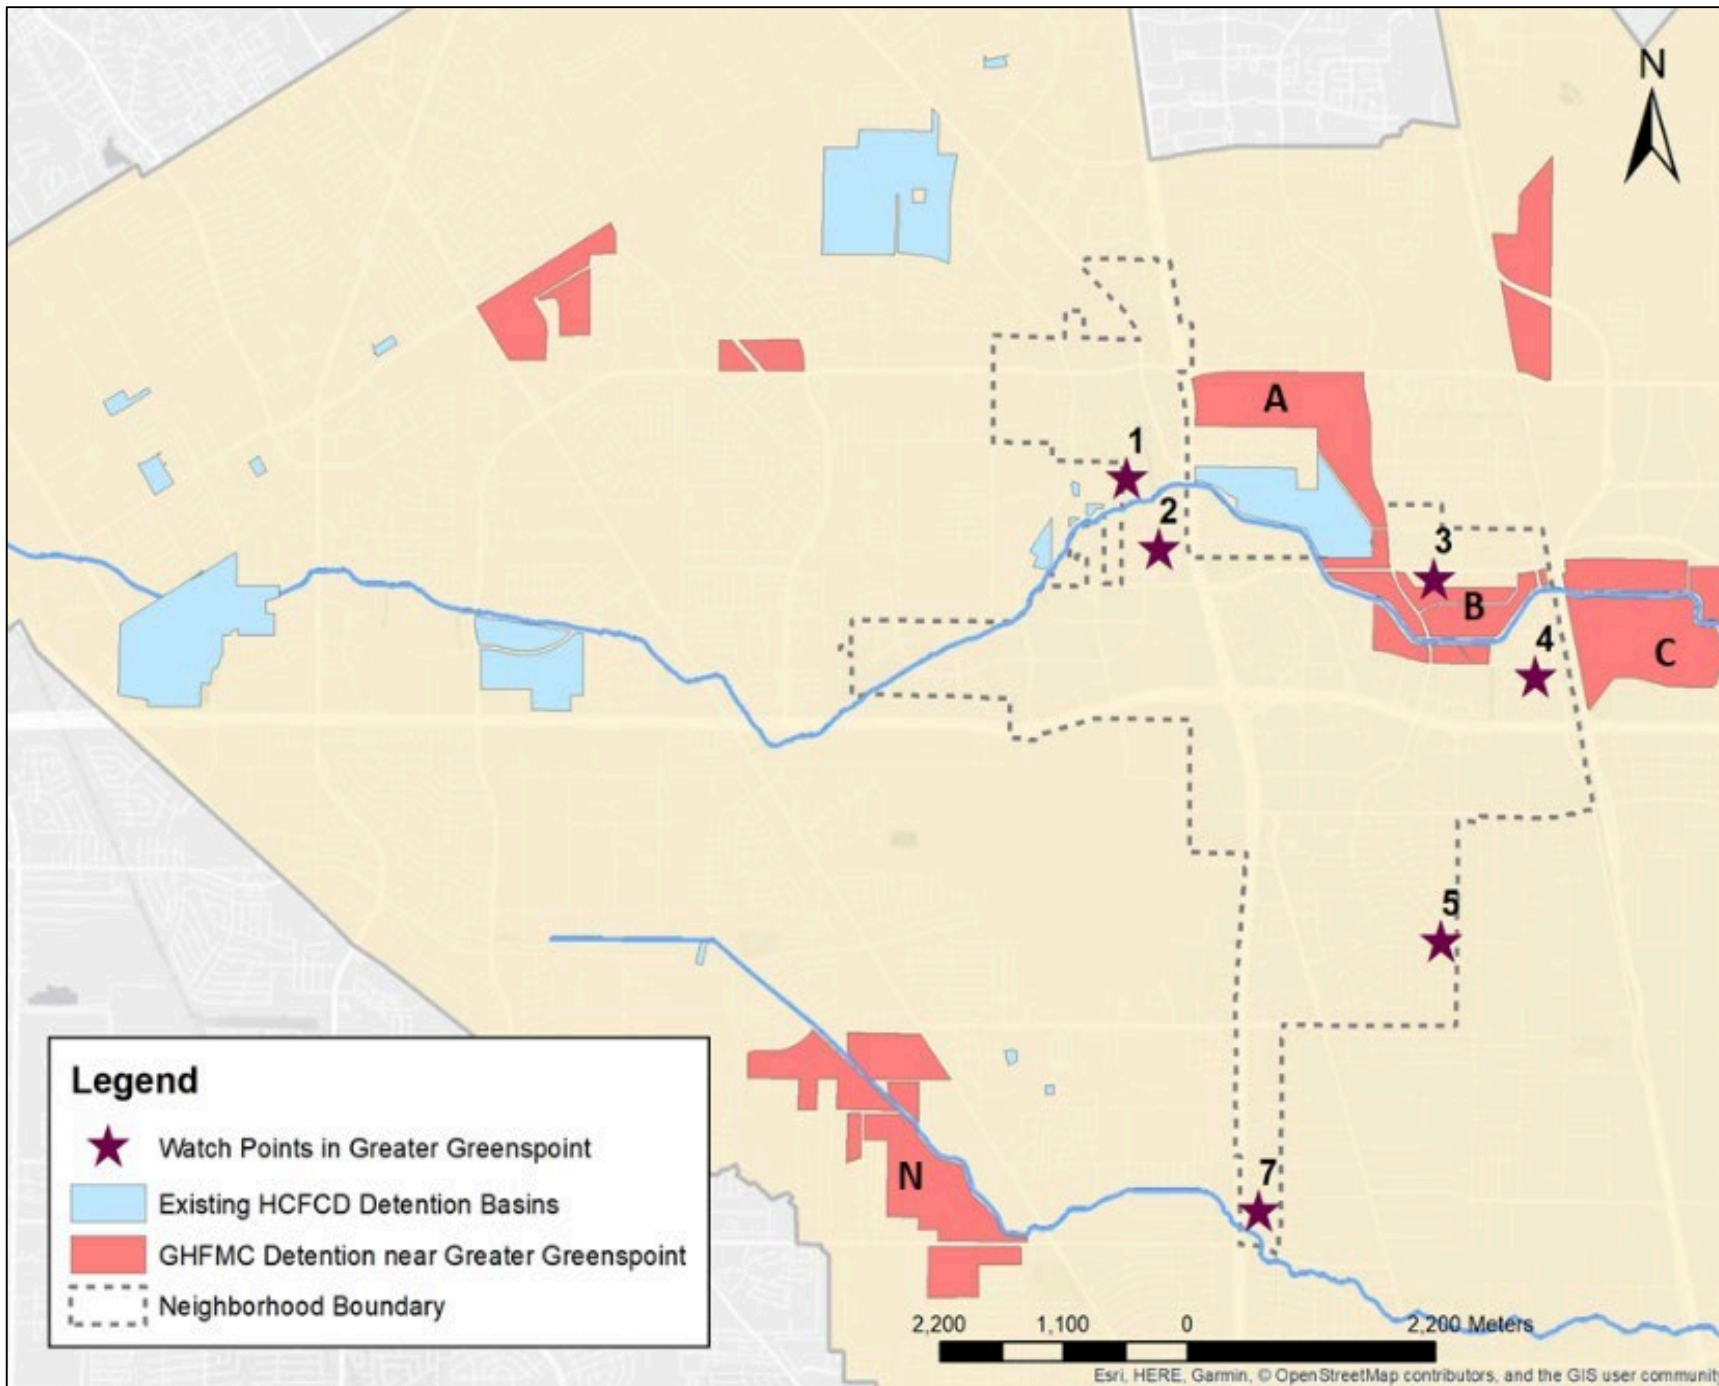 N
A
1
2
3
B
4
C
5
7
N
Legend
Watch Points in Greater Greenspoint
Existing HCFCD Detention Basins
GHFMC Detention near Greater Greenspoint
Neighborhood Boundary
2,200 1,100 0 2,200 Meters
Esri, HERE, Garmin, © OpenStreetMap contributors, and the GIS user community